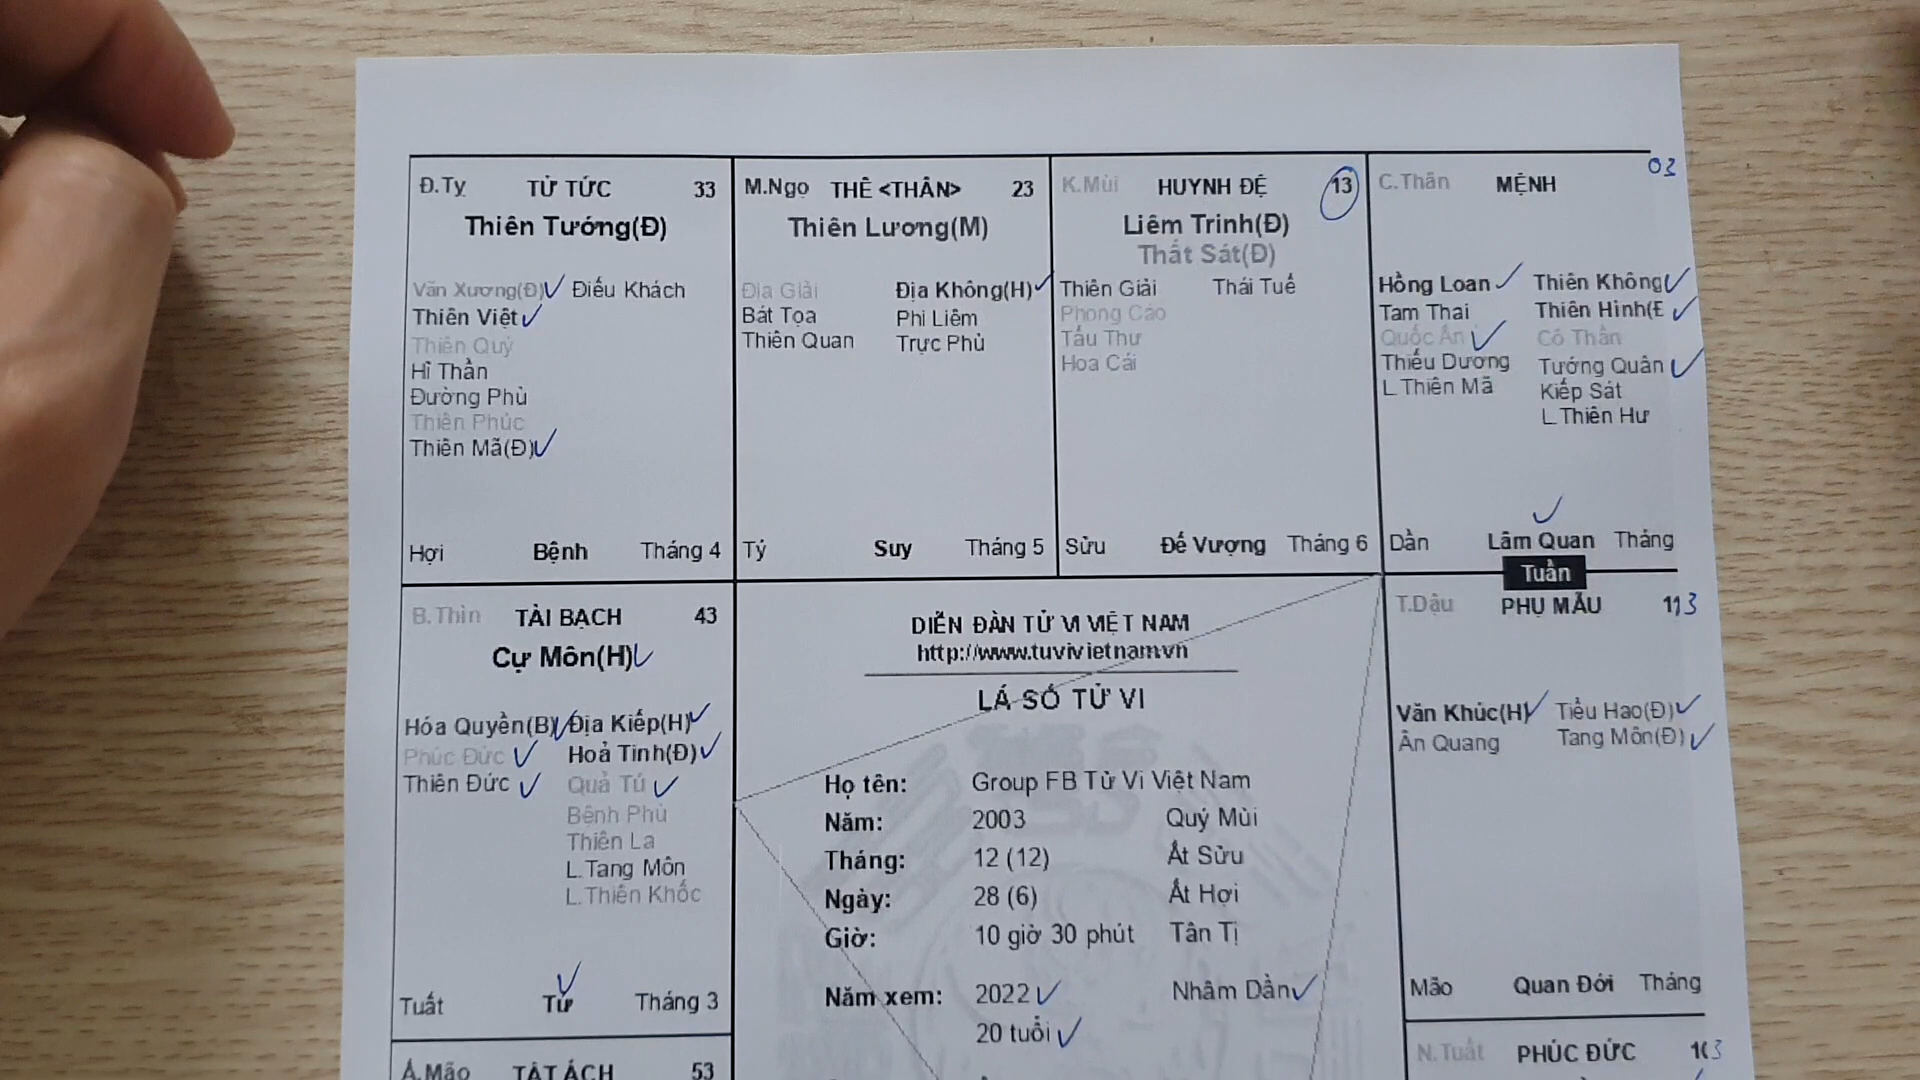 Đ.Tỵ TỬ TỨC 33
Thiên Tướng(Đ)
Văn Xương(Đ) Điếu Khách
Thiên Việt
Thiên Quý
Hỉ Thần
Đường Phù
Thiên Phúc
Thiên Mã(Đ)
Hợi Bệnh Tháng 4
M.Ngọ THÊ <THÂN> 23
Thiên Lương(M)
Địa Giải Địa Không(H)
Bát Tọa Phi Liêm
Thiên Quan Trực Phù
Tý Suy Tháng 5
K.Mùi HUYNH ĐỆ 13
Liêm Trinh(Đ)
Thất Sát(Đ)
Thiên Giải Thái Tuế
Phong Cáo
Tấu Thư
Hoa Cái
Sửu Đế Vượng Tháng 6
C.Thân MỆNH 03
Hồng Loan Thiên Không
Tam Thai Thiên Hình(Đ
Quốc Ấn Cô Thần
Thiếu Dương Tướng Quân
L.Thiên Mã Kiếp Sát
L.Thiên Hư
Dần Lâm Quan Tháng
Tuần
B.Thìn TÀI BẠCH 43
Cự Môn(H)
Hóa Quyền(B) Địa Kiếp(H)
Phúc Đức Hoả Tinh(Đ)
Thiên Đức Quả Tú
Bệnh Phù
Thiên La
L.Tang Môn
L.Thiên Khốc
Tuất Tử Tháng 3
DIỄN ĐÀN TỬ VI VIỆT NAM
http://www.tuvivietnam.vn
LÁ SỐ TỬ VI
Họ tên: Group FB Tử Vi Việt Nam
Năm: 2003 Quý Mùi
Tháng: 12 (12) Ất Sửu
Ngày: 28 (6) Ất Hợi
Giờ: 10 giờ 30 phút Tân Tị
Năm xem: 2022 Nhâm Dần
20 tuổi
T.Dậu PHỤ MẪU 113
Văn Khúc(H) Tiểu Hao(Đ)
Ân Quang Tang Môn(Đ)
Mão Quan Đới Tháng
Ấ.Mão TẬT ÁCH 53
N.Tuất PHÚC ĐỨC 103